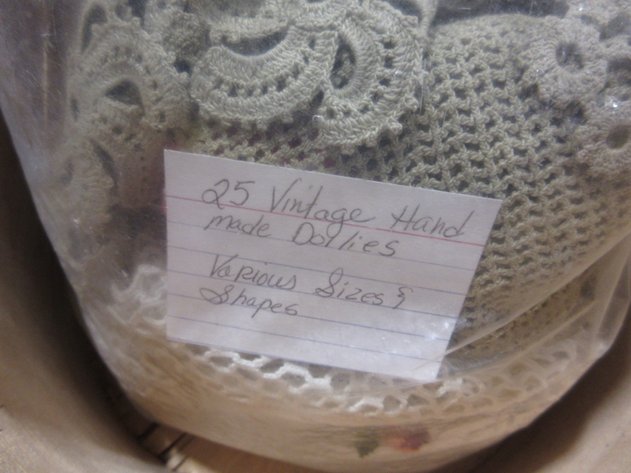 25 Vintage Hand
made Dollies
Various Sizes &
Shapes